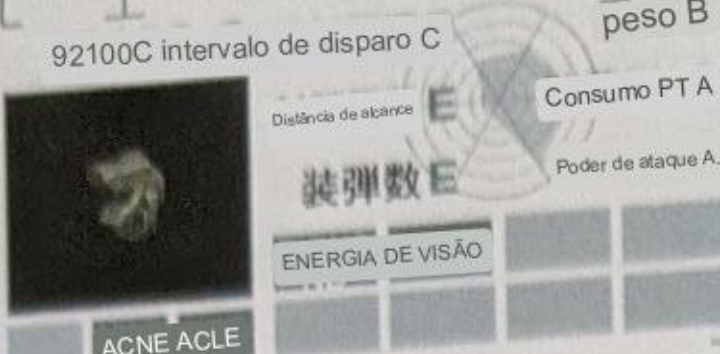 peso B
92100C intervalo de disparo C
Distância de alcance E
Consumo PT A
装弾数 E
Poder de ataque A.
ENERGIA DE VISÃO
ACNE ACLE